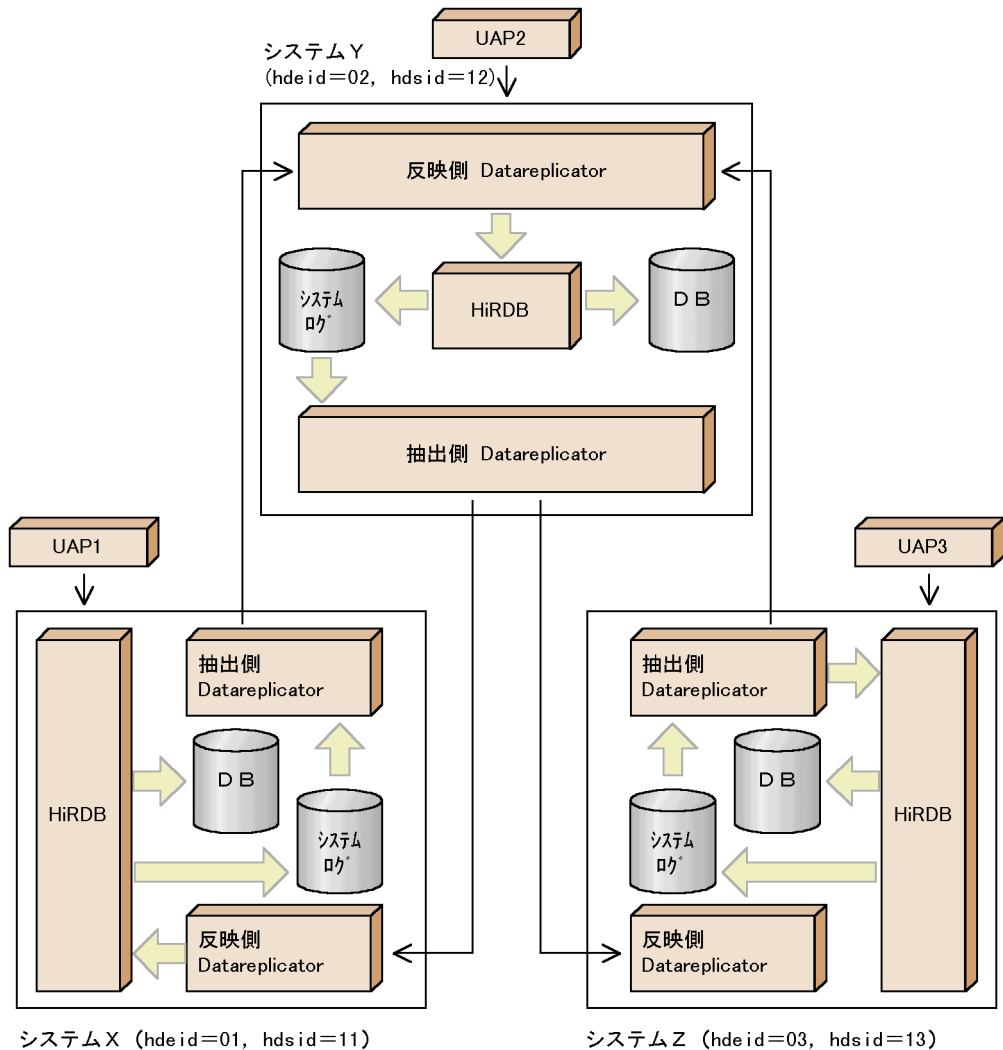 UAP2
システムY
(hdeid=02, hdsid=12)
反映側 Datareplicator
システム
ログ
HiRDB
DB
抽出側 Datareplicator
UAP1
UAP3
HiRDB
抽出側
Datareplicator
DB
システム
ログ
反映側
Datareplicator
抽出側
Datareplicator
DB
システム
ログ
HiRDB
反映側
Datareplicator
システムX (hdeid=01, hdsid=11)
システムZ (hdeid=03, hdsid=13)